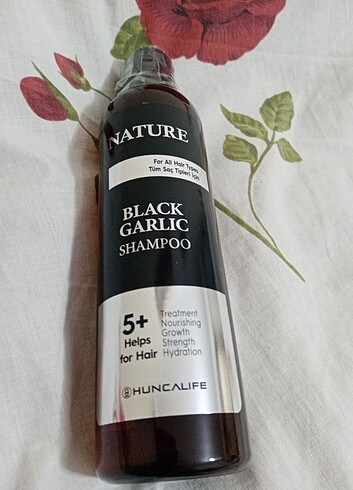 NATURE
For All Hair Types
Tüm Saç Tipleri İçin
BLACK
GARLIC
SHAMPOO
5+
Helps
for Hair
Treatment
Nourishing
Growth
Strength
Hydration
HUNCALIFE